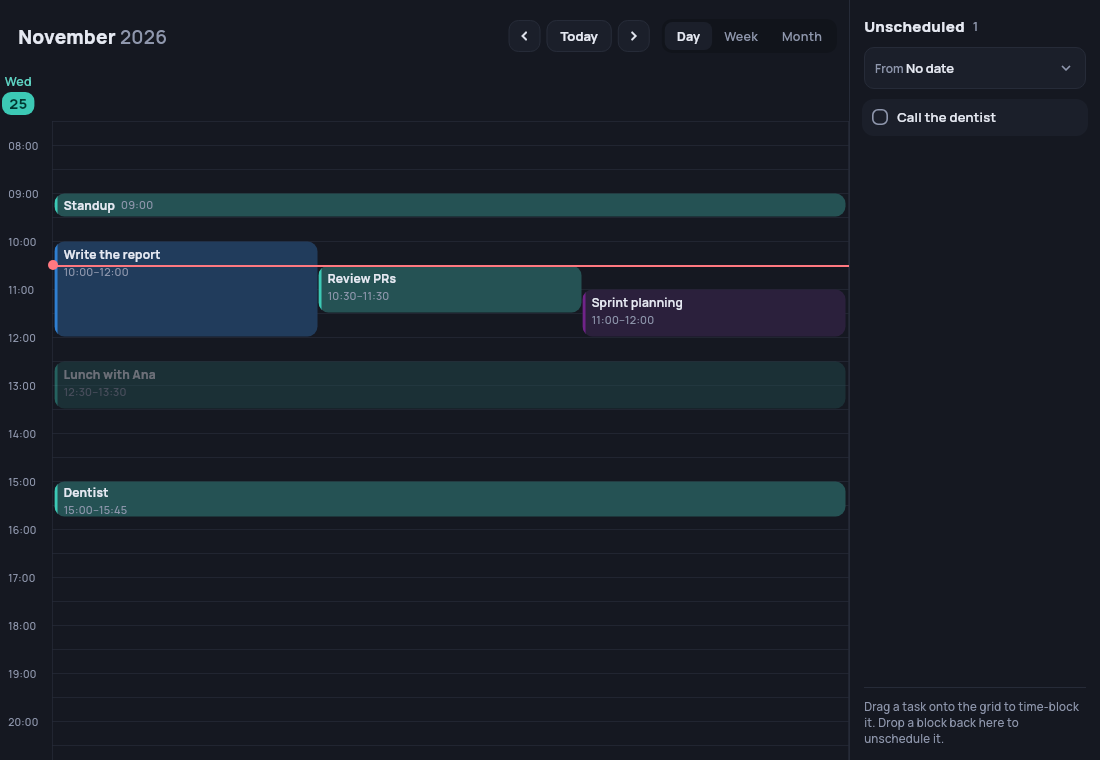 November 2026
Today
Day Week Month
Wed
25
08:00
09:00
Standup 09:00
10:00
Write the report
10:00–12:00
Review PRs
10:30–11:30
11:00
Sprint planning
11:00–12:00
12:00
Lunch with Ana
12:30–13:30
13:00
14:00
15:00
Dentist
15:00–15:45
16:00
17:00
18:00
19:00
20:00
Unscheduled 1
From No date
Call the dentist
Drag a task onto the grid to time-block
it. Drop a block back here to
unschedule it.